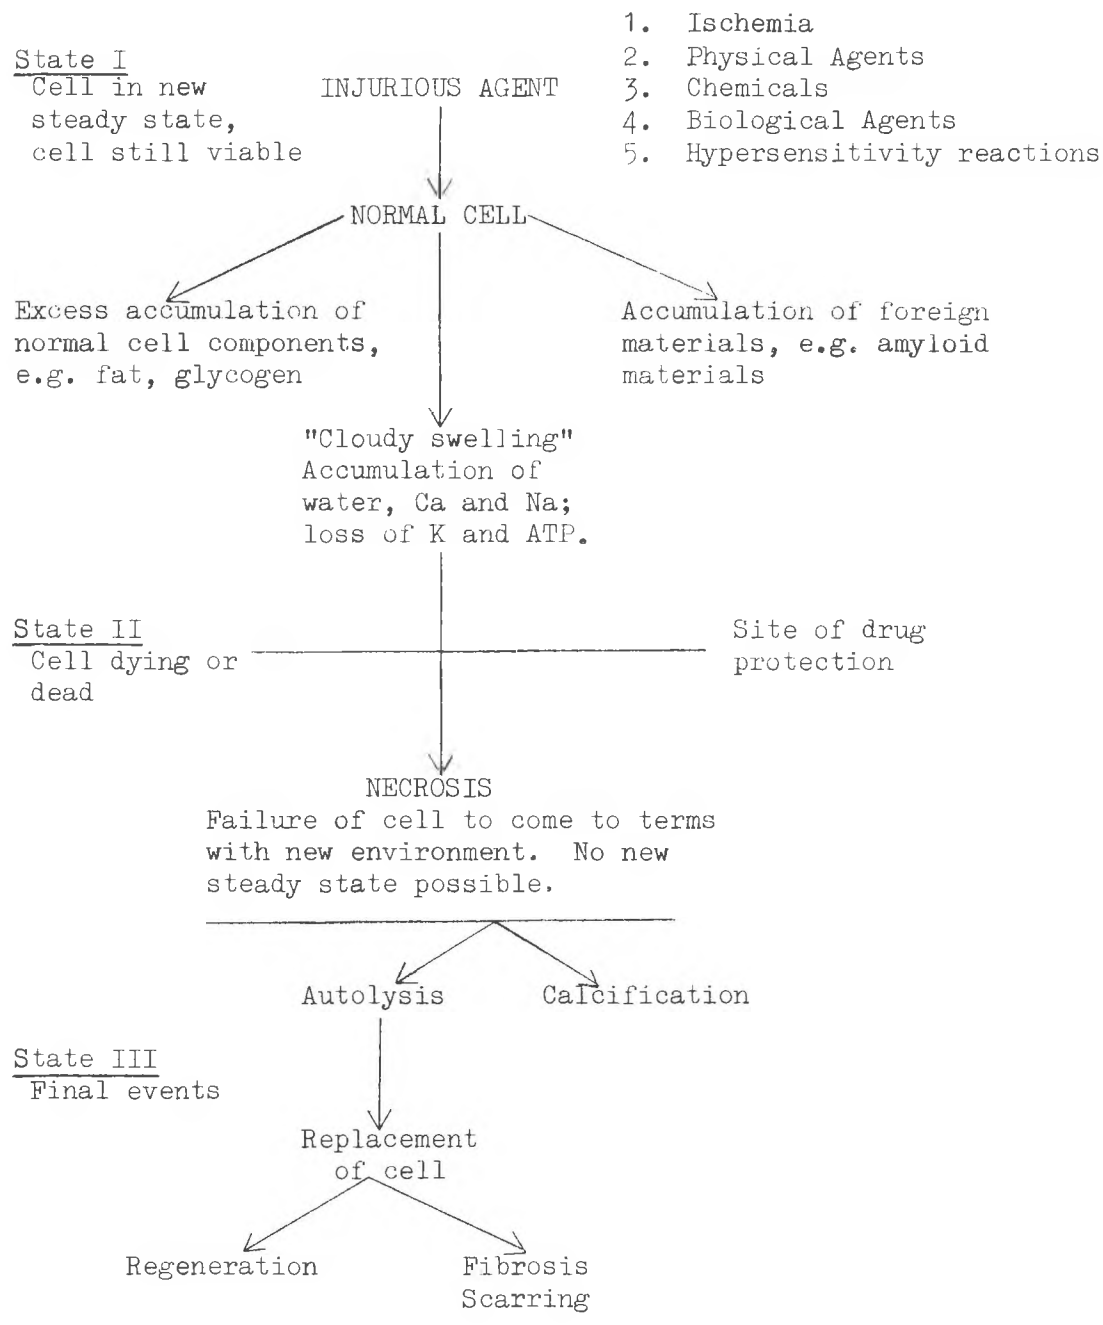 State I
Cell in new
steady state,
cell still viable
INJURIOUS AGENT
1. Ischemia
2. Physical Agents
3. Chemicals
4. Biological Agents
5. Hypersensitivity reactions
NORMAL CELL
Excess accumulation of
normal cell components,
e.g. fat, glycogen
Accumulation of foreign
materials, e.g. amyloid
materials
"Cloudy swelling"
Accumulation of
water, Ca and Na;
loss of K and ATP.
State II
Cell dying or
dead
Site of drug
protection
NECROSIS
Failure of cell to come to terms
with new environment. No new
steady state possible.
Autolysis
Calcification
State III
Final events
Replacement
of cell
Regeneration
Fibrosis
Scarring